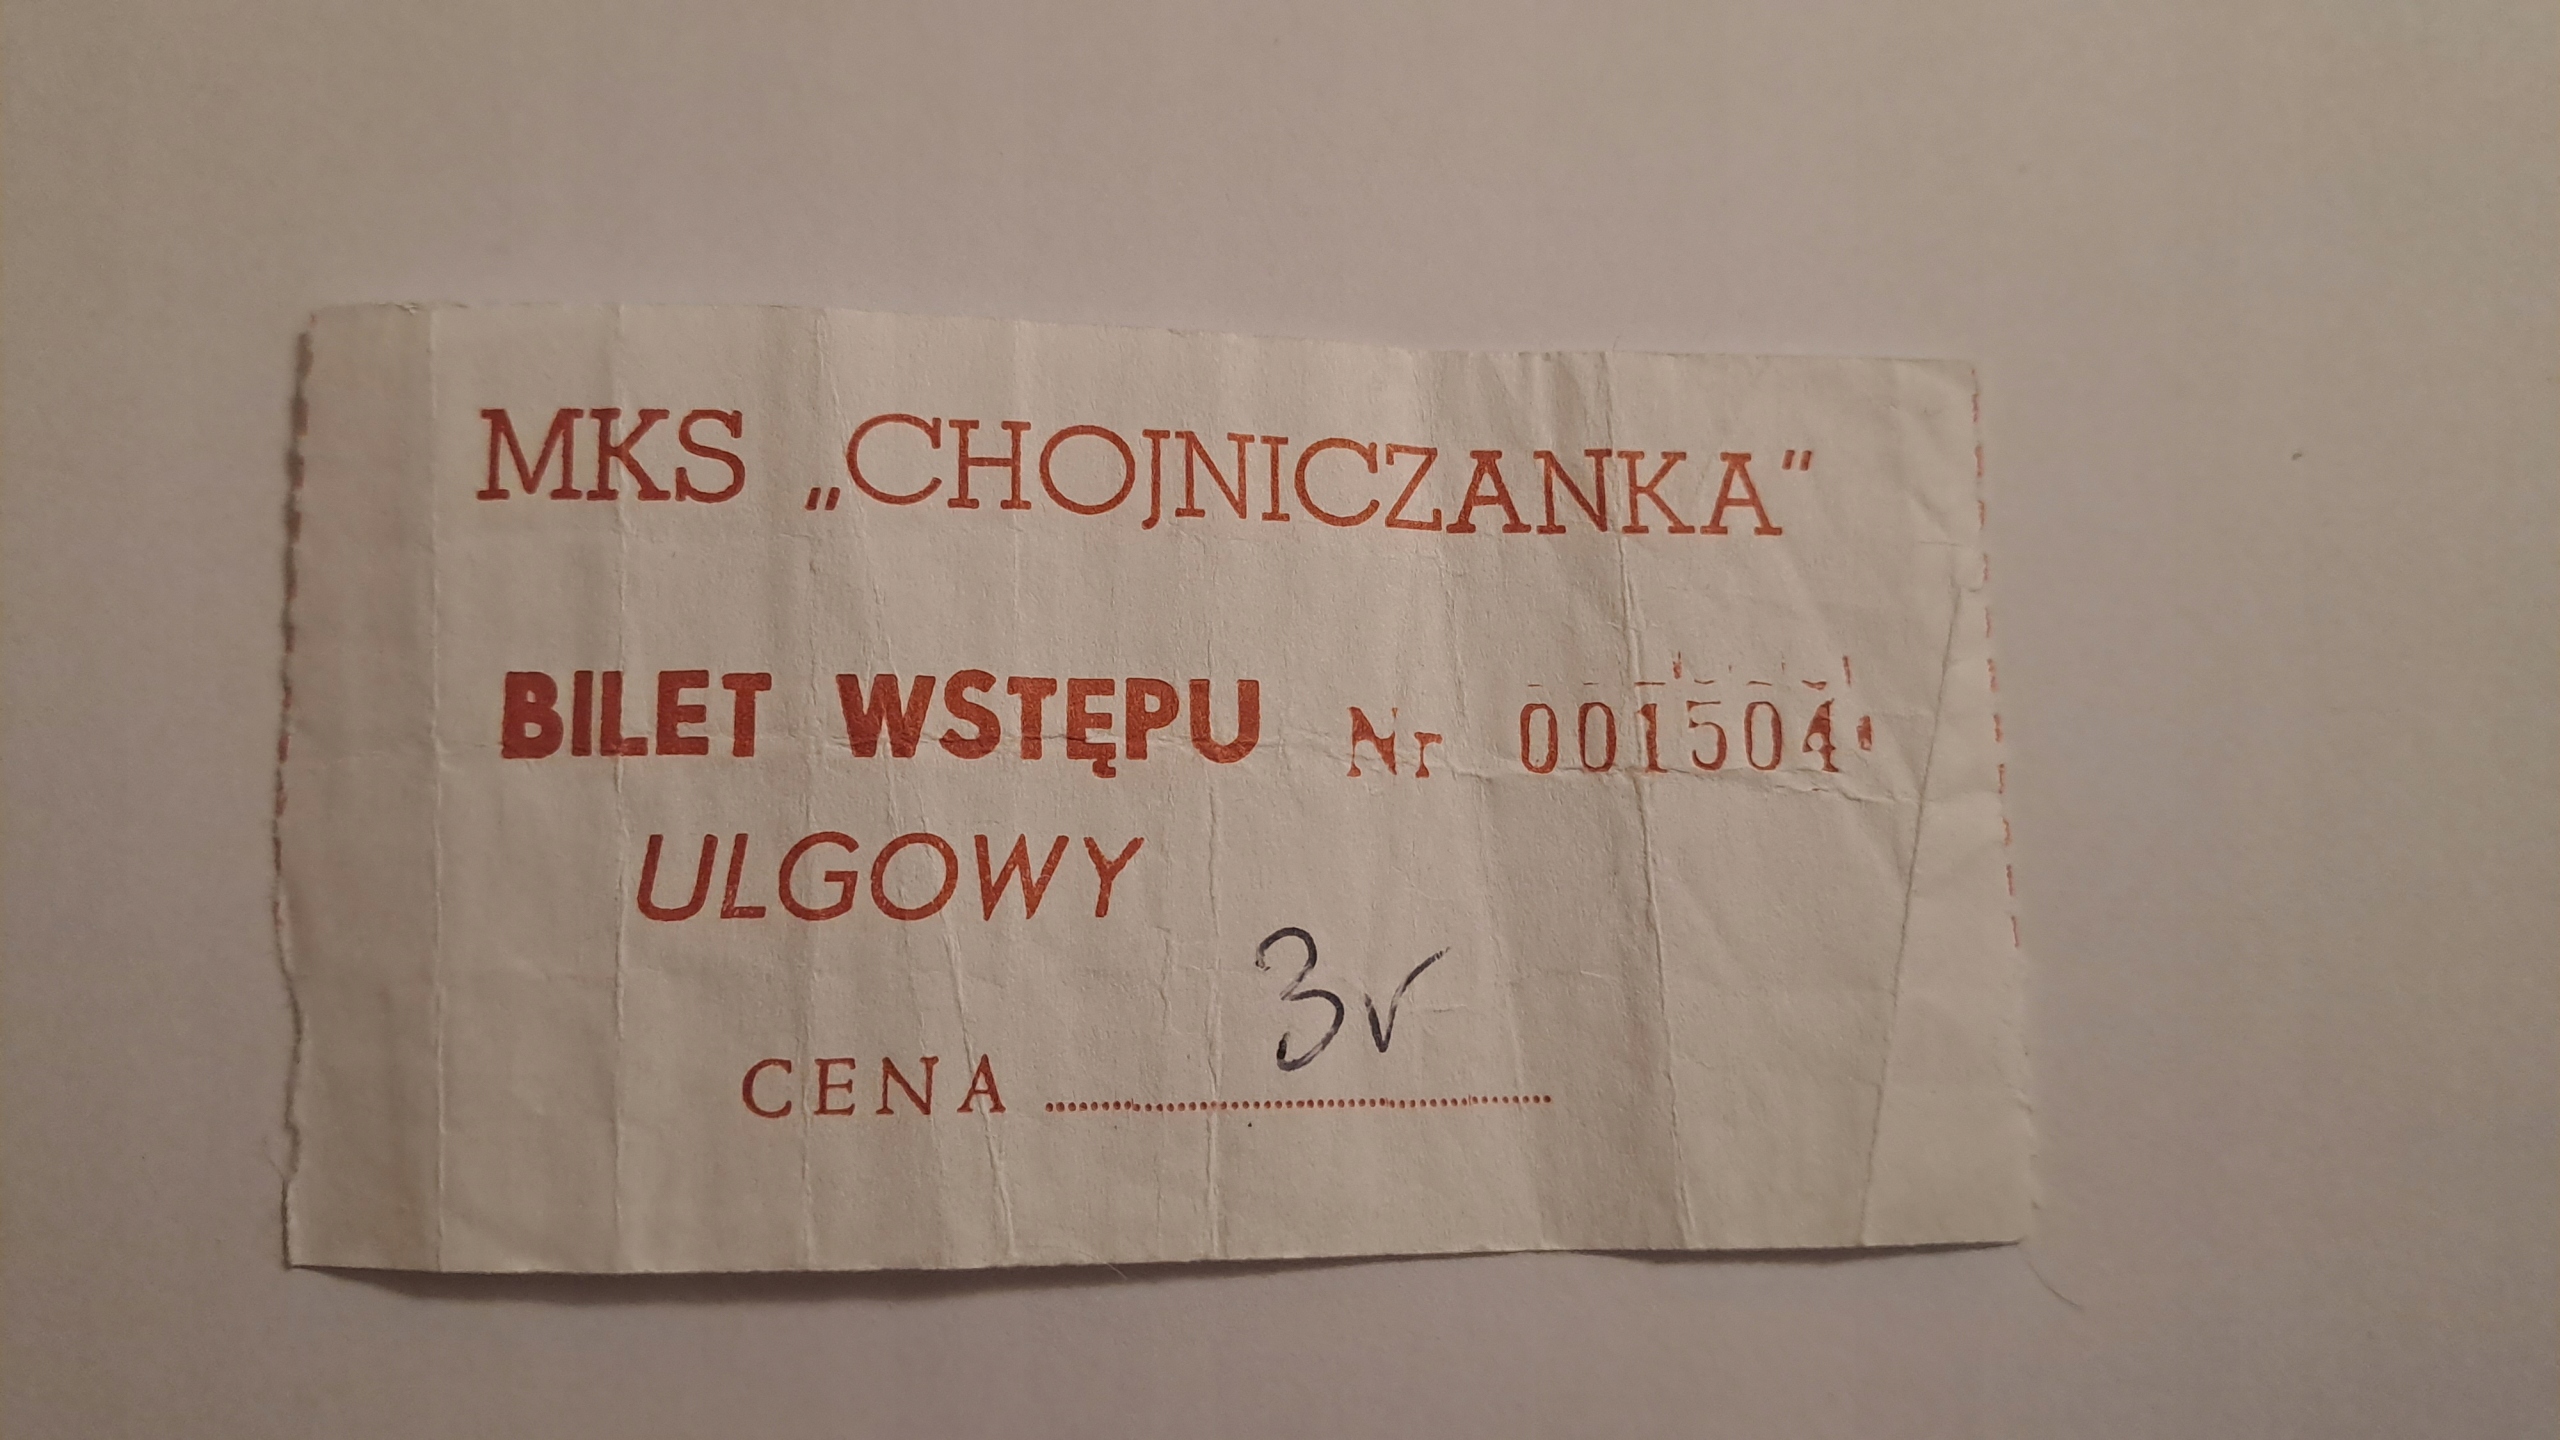 MKS „CHOJNICZANKA”
BILET WSTĘPU Nr 001504
ULGOWY
3
CENA ..............................